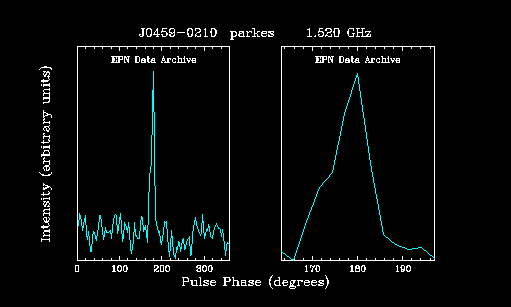 J0459-0210 parkes 1.520 GHz
EPN Data Archive EPN Data Archive
Intensity (arbitrary units)
0 100 200 300 170 180 190
Pulse Phase (degrees)